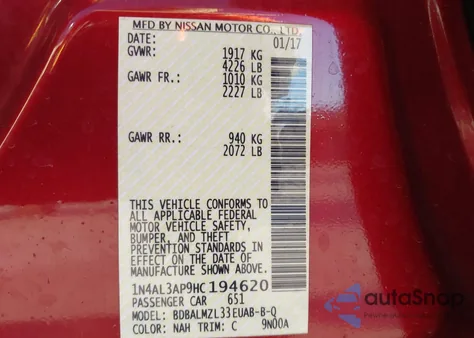 MFD BY NISSAN MOTOR CO., LTD.
DATE: 01/17
GVWR: 1917 KG
4226 LB
GAWR FR.: 1010 KG
2227 LB
GAWR RR.: 940 KG
2072 LB
THIS VEHICLE CONFORMS TO
ALL APPLICABLE FEDERAL
MOTOR VEHICLE SAFETY,
BUMPER, AND THEFT
PREVENTION STANDARDS IN
EFFECT ON THE DATE OF
MANUFACTURE SHOWN ABOVE.
1N4AL3AP9HC 194620
PASSENGER CAR 651
MODEL: BDBALMZL33EUAB-B-Q
COLOR: NAH TRIM: C 9N00A
autoSnap